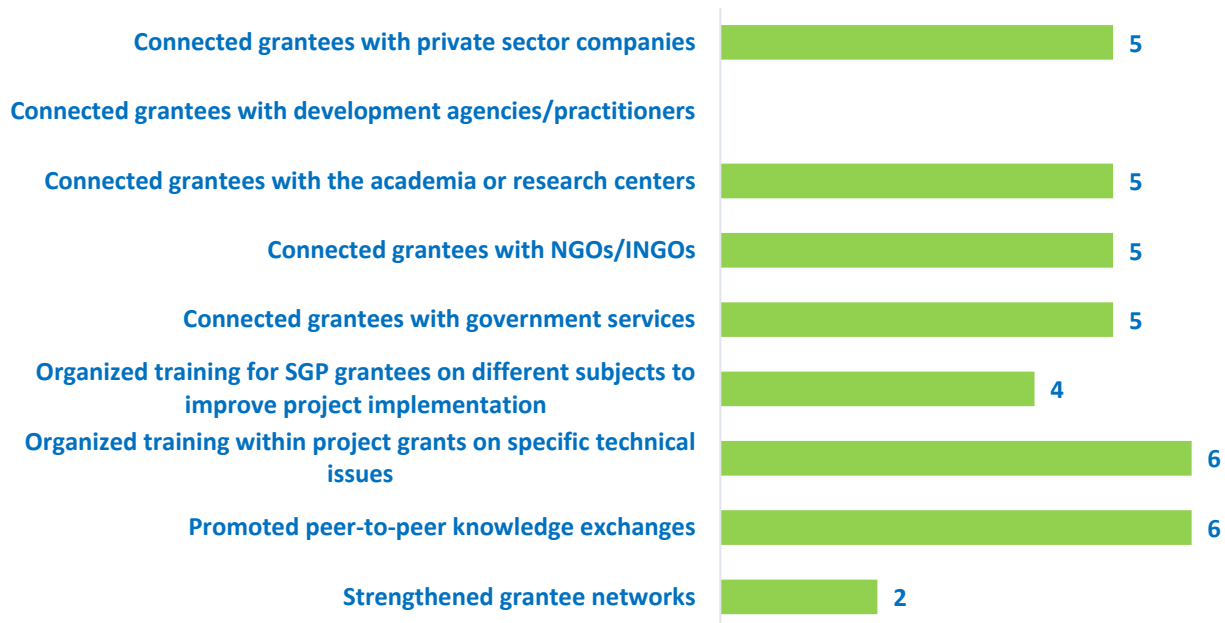 Connected grantees with private sector companies 5
Connected grantees with development agencies/practitioners
Connected grantees with the academia or research centers 5
Connected grantees with NGOs/INGOs 5
Connected grantees with government services 5
Organized training for SGP grantees on different subjects to
improve project implementation 4
Organized training within project grants on specific technical
issues 6
Promoted peer-to-peer knowledge exchanges 6
Strengthened grantee networks 2